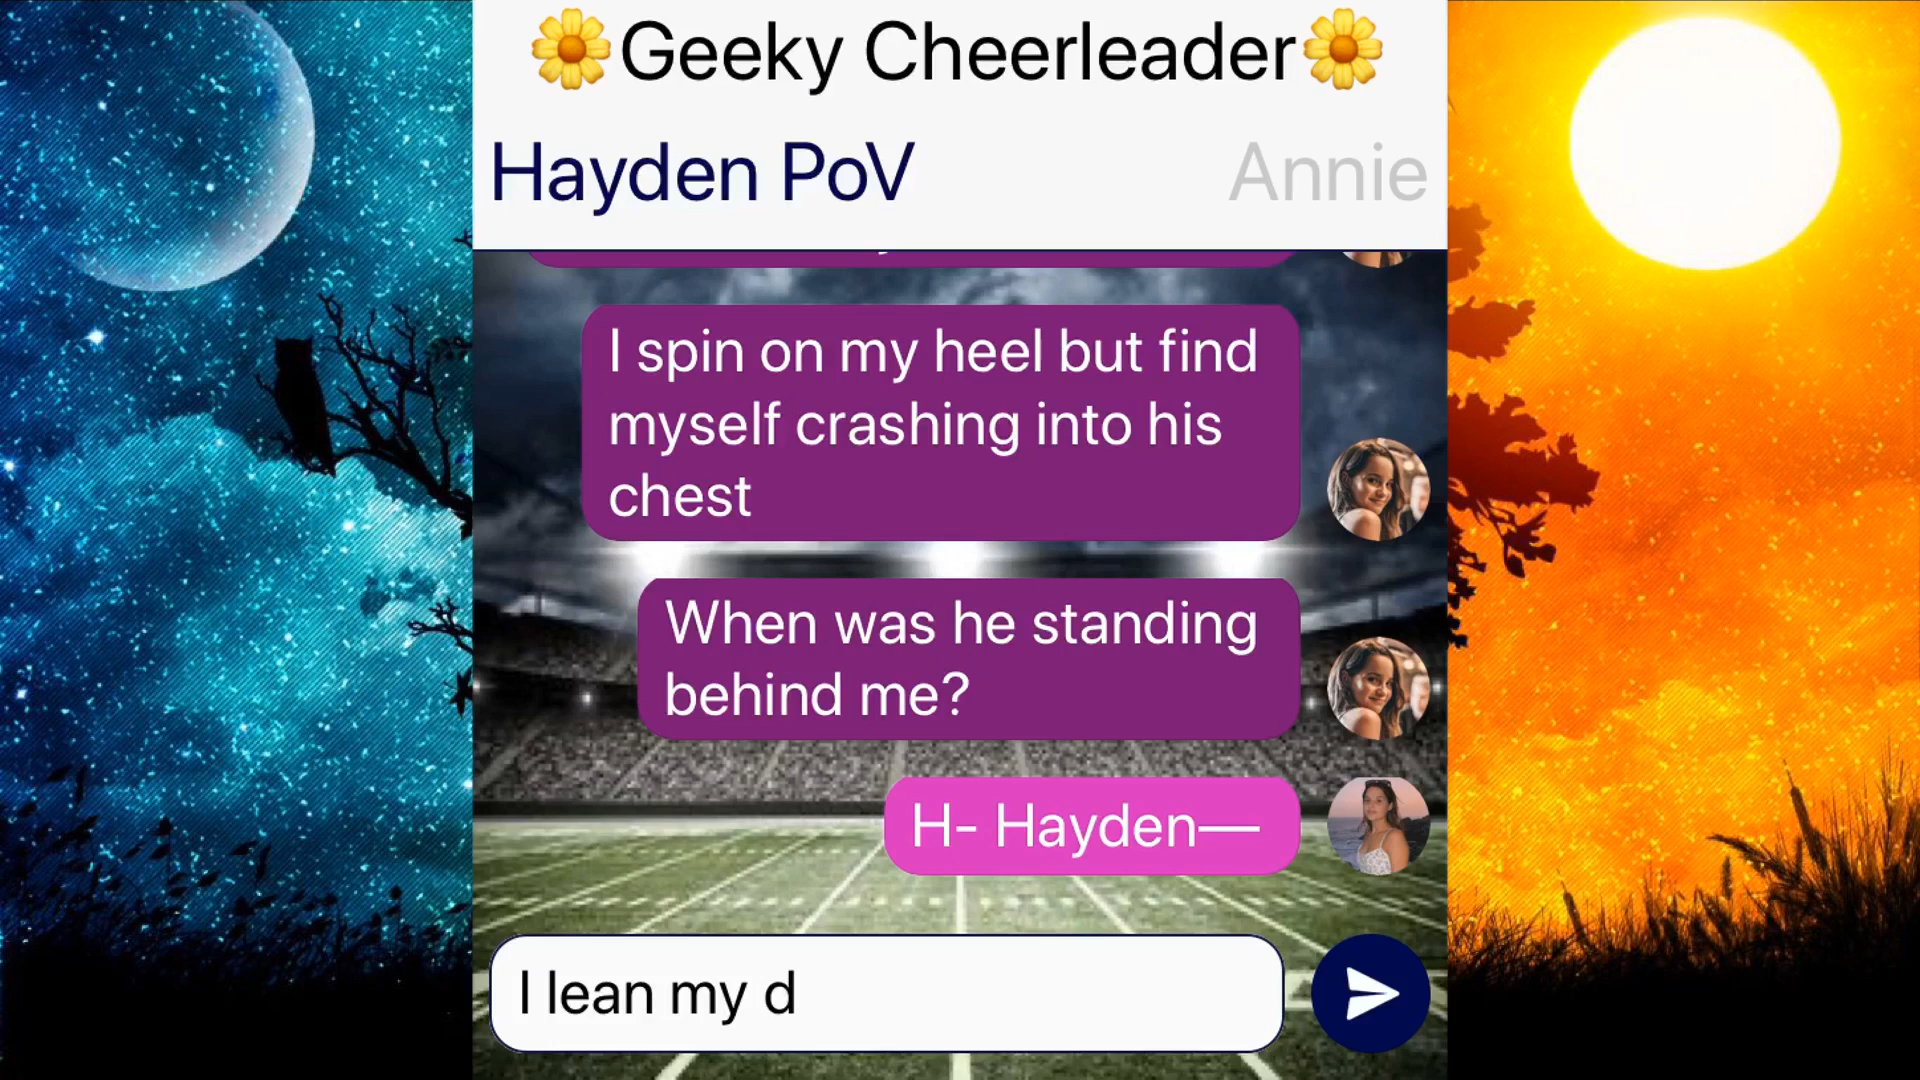 🌼Geeky Cheerleader🌼
Hayden PoV
Annie
I spin on my heel but find
myself crashing into his
chest
When was he standing
behind me?
H- Hayden—
I lean my d